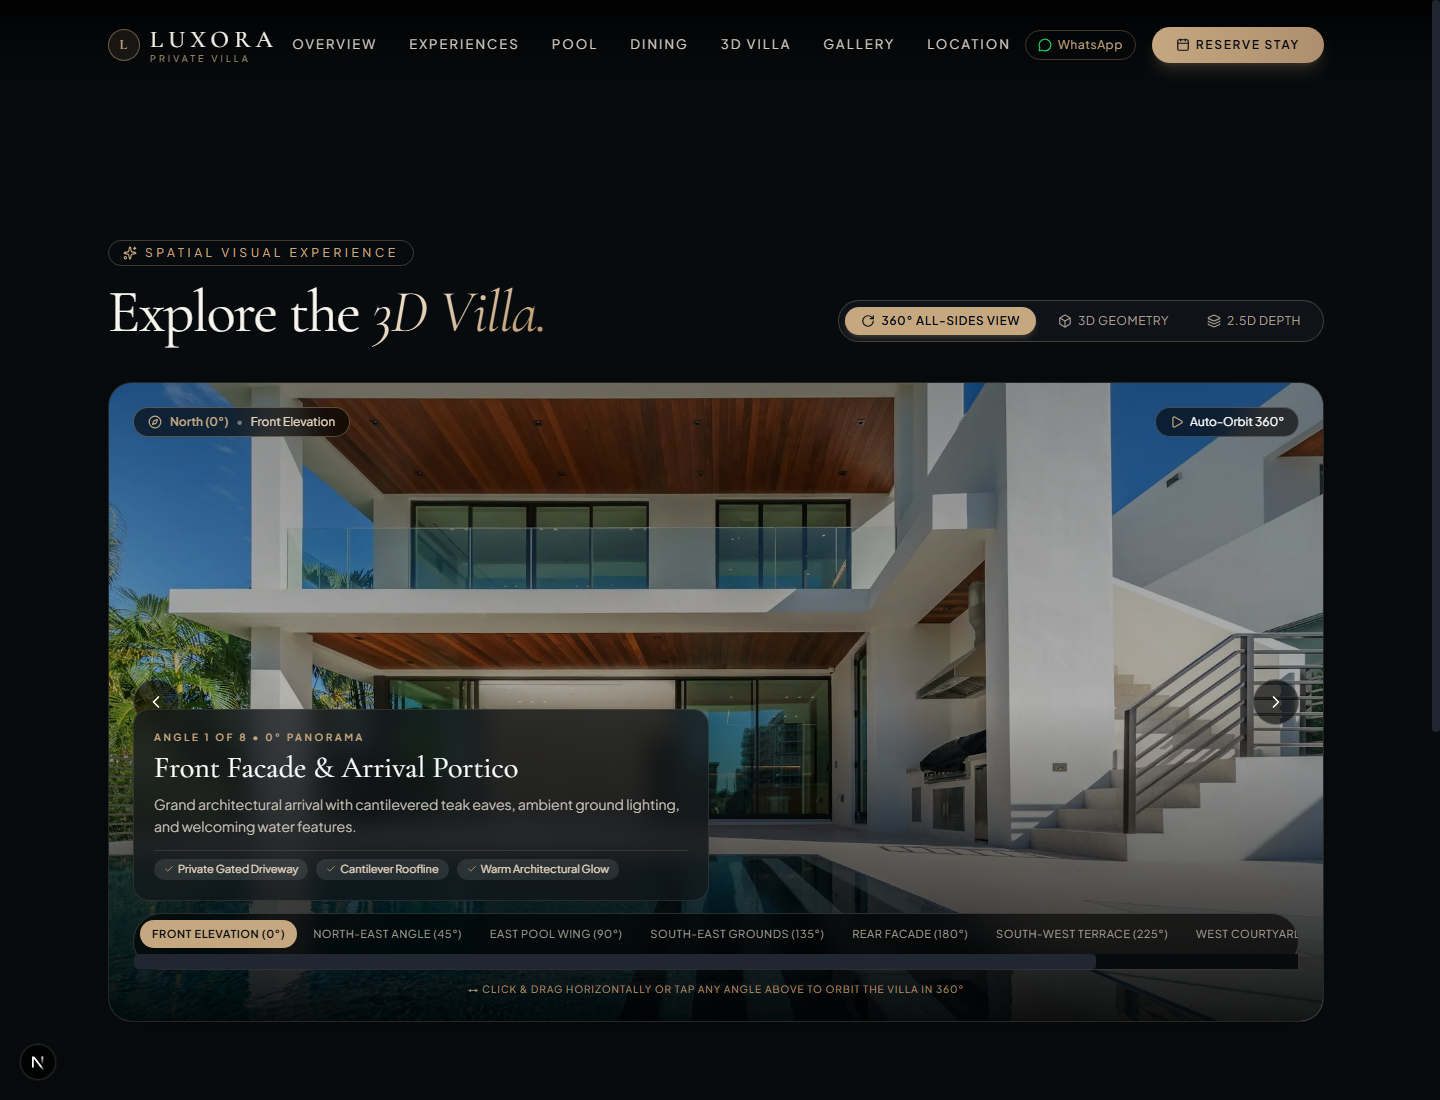 L
LUXORA
PRIVATE VILLA
OVERVIEW
EXPERIENCES
POOL
DINING
3D VILLA
GALLERY
LOCATION
WhatsApp
RESERVE STAY
SPATIAL VISUAL EXPERIENCE
Explore the 3D Villa.
360° ALL-SIDES VIEW
3D GEOMETRY
2.5D DEPTH
North (0°) • Front Elevation
Auto-Orbit 360°
ANGLE 1 OF 8 • 0° PANORAMA
Front Facade & Arrival Portico
Grand architectural arrival with cantilevered teak eaves, ambient ground lighting,
and welcoming water features.
Private Gated Driveway
Cantilever Roofline
Warm Architectural Glow
FRONT ELEVATION (0°)
NORTH-EAST ANGLE (45°)
EAST POOL WING (90°)
SOUTH-EAST GROUNDS (135°)
REAR FACADE (180°)
SOUTH-WEST TERRACE (225°)
WEST COURTYARD
↔ CLICK & DRAG HORIZONTALLY OR TAP ANY ANGLE ABOVE TO ORBIT THE VILLA IN 360°
N